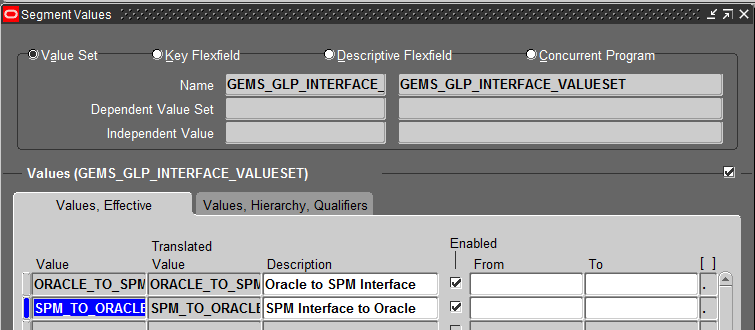 Segment Values
Value Set Key Flexfield Descriptive Flexfield Concurrent Program
Name GEMS_GLP_INTERFACE_ GEMS_GLP_INTERFACE_VALUESET
Dependent Value Set
Independent Value
Values (GEMS_GLP_INTERFACE_VALUESET)
Values, Effective Values, Hierarchy, Qualifiers
Translated Enabled
Value Value Description From To [ ]
ORACLE_TO_SPM ORACLE_TO_SPM Oracle to SPM Interface .
SPM_TO_ORACLE SPM_TO_ORACLE SPM Interface to Oracle .